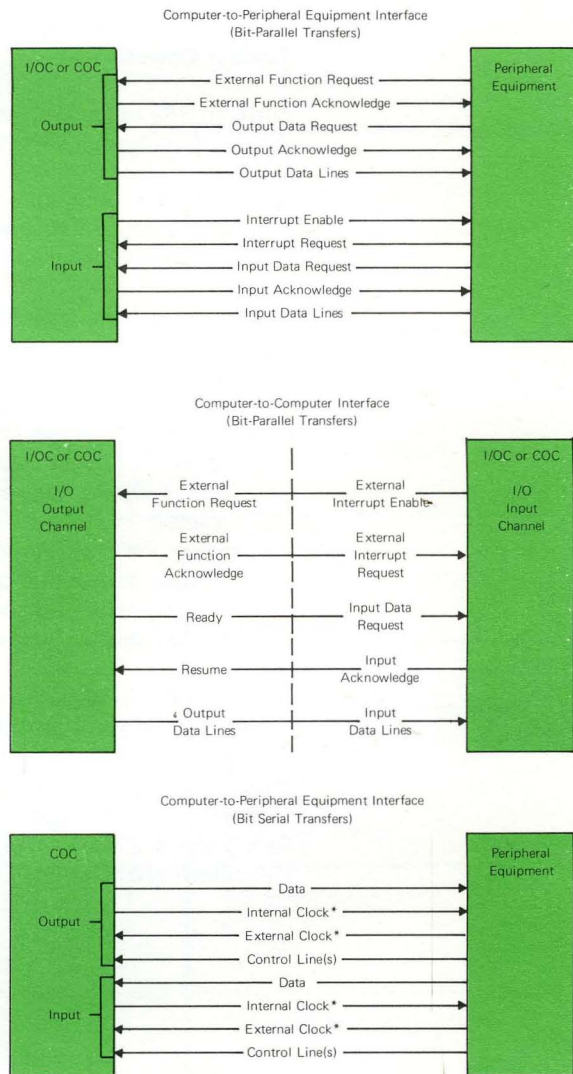 Computer-to-Peripheral Equipment Interface
(Bit-Parallel Transfers)
I/OC or COC
Peripheral
Equipment
External Function Request
External Function Acknowledge
Output
Output Data Request
Output Acknowledge
Output Data Lines
Interrupt Enable
Interrupt Request
Input
Input Data Request
Input Acknowledge
Input Data Lines
Computer-to-Computer Interface
(Bit-Parallel Transfers)
I/OC or COC
I/O
Output
Channel
I/OC or COC
I/O
Input
Channel
External
Function Request
External
Interrupt Enable
External
Function
Acknowledge
External
Interrupt
Request
Ready
Input Data
Request
Resume
Input
Acknowledge
Output
Data Lines
Input
Data Lines
Computer-to-Peripheral Equipment Interface
(Bit Serial Transfers)
COC
Peripheral
Equipment
Data
Internal Clock*
Output
External Clock*
Control Line(s)
Data
Internal Clock*
Input
External Clock*
Control Line(s)